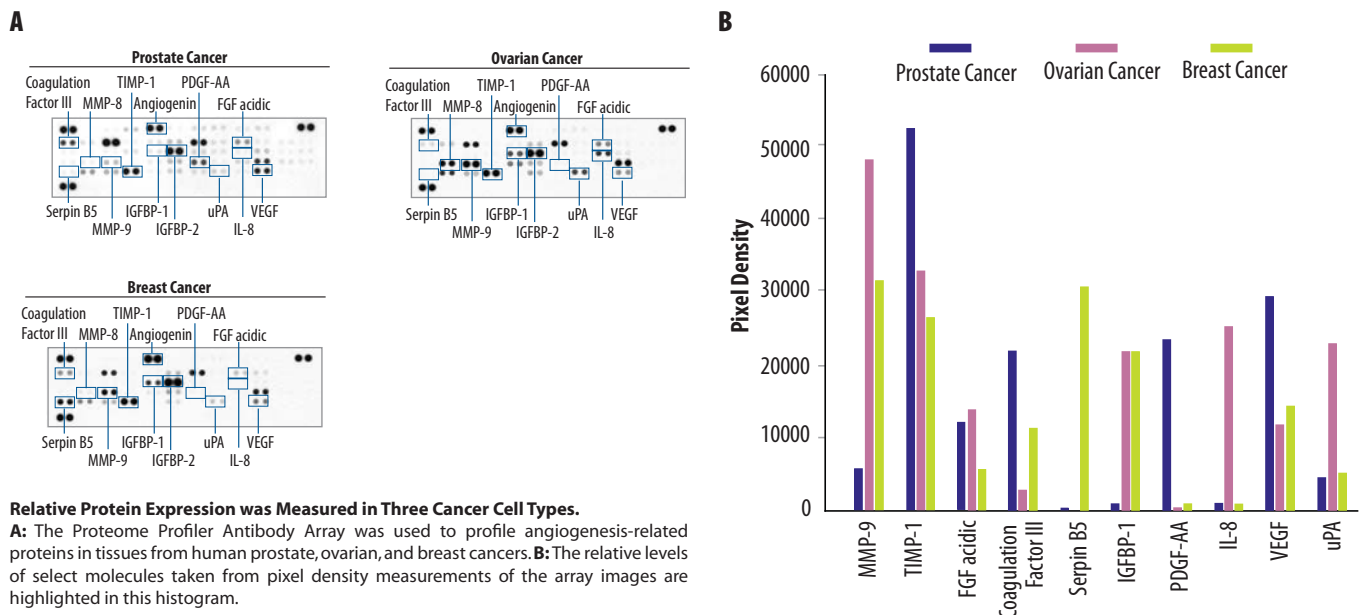 A
Prostate Cancer
Coagulation
Factor III
MMP-8
TIMP-1
Angiogenin
PDGF-AA
FGF acidic
Serpin B5
MMP-9
IGFBP-1
IGFBP-2
uPA
IL-8
VEGF
Ovarian Cancer
Coagulation
Factor III
MMP-8
TIMP-1
Angiogenin
PDGF-AA
FGF acidic
Serpin B5
MMP-9
IGFBP-1
IGFBP-2
uPA
IL-8
VEGF
Breast Cancer
Coagulation
Factor III
MMP-8
TIMP-1
Angiogenin
PDGF-AA
FGF acidic
Serpin B5
MMP-9
IGFBP-1
IGFBP-2
uPA
IL-8
VEGF
Relative Protein Expression was Measured in Three Cancer Cell Types.
A: The Proteome Profiler Antibody Array was used to profile angiogenesis-related
proteins in tissues from human prostate, ovarian, and breast cancers. B: The relative levels
of select molecules taken from pixel density measurements of the array images are
highlighted in this histogram.
B
Prostate Cancer
Ovarian Cancer
Breast Cancer
Pixel Density
60000
50000
40000
30000
20000
10000
0
MMP-9
TIMP-1
FGF acidic
Coagulation
Factor III
Serpin B5
IGFBP-1
PDGF-AA
IL-8
VEGF
uPA